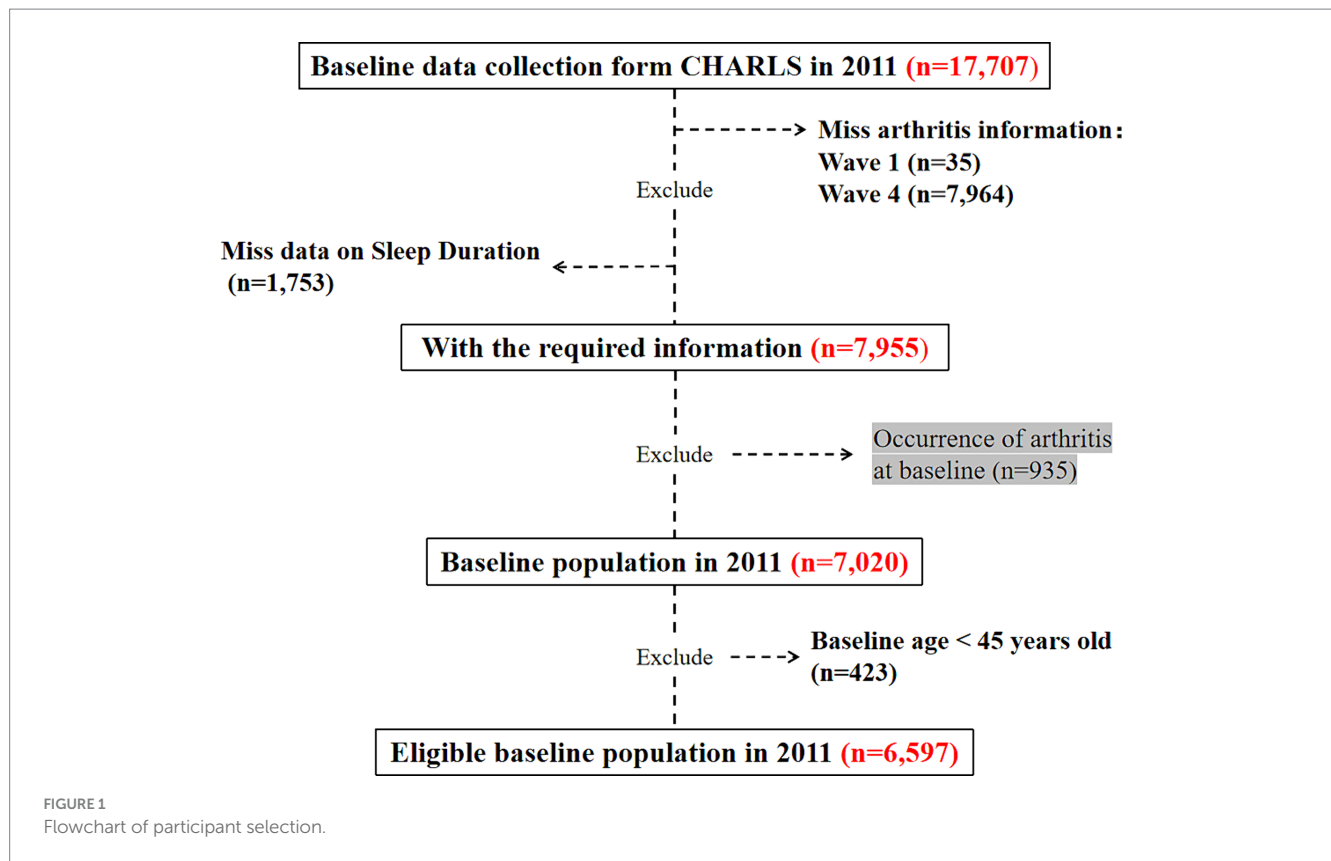 Baseline data collection form CHARLS in 2011 (n=17,707)
Miss arthritis information：
Wave 1 (n=35)
Wave 4 (n=7,964)
Exclude
Miss data on Sleep Duration
(n=1,753)
With the required information (n=7,955)
Exclude
Occurrence of arthritis
at baseline (n=935)
Baseline population in 2011 (n=7,020)
Exclude
Baseline age < 45 years old
(n=423)
Eligible baseline population in 2011 (n=6,597)
FIGURE 1
Flowchart of participant selection.